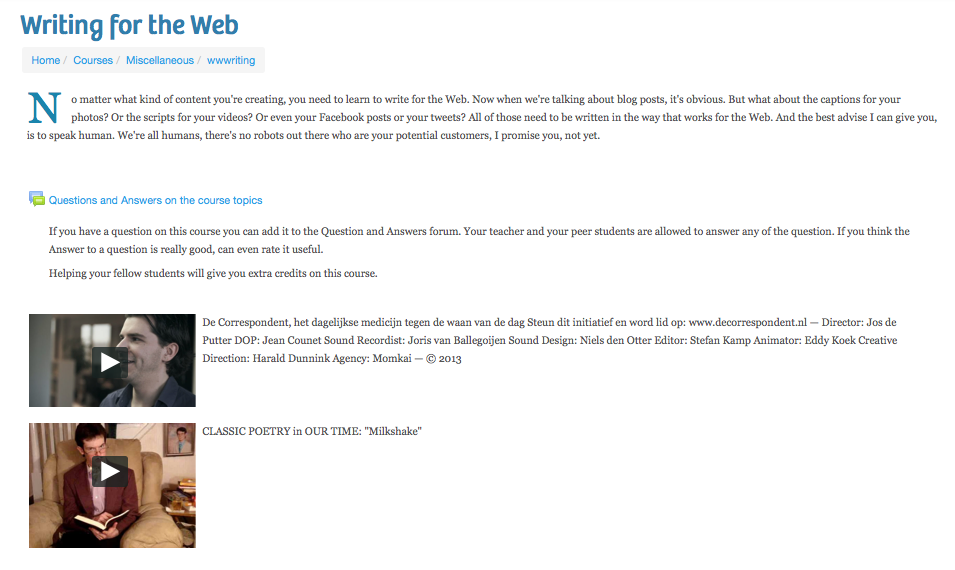 Writing for the Web
Home / Courses / Miscellaneous / wwwriting
No matter what kind of content you're creating, you need to learn to write for the Web. Now when we're talking about blog posts, it's obvious. But what about the captions for your
photos? Or the scripts for your videos? Or even your Facebook posts or your tweets? All of those need to be written in the way that works for the Web. And the best advise I can give you,
is to speak human. We're all humans, there's no robots out there who are your potential customers, I promise you, not yet.
Questions and Answers on the course topics
If you have a question on this course you can add it to the Question and Answers forum. Your teacher and your peer students are allowed to answer any of the question. If you think the
Answer to a question is really good, can even rate it useful.
Helping your fellow students will give you extra credits on this course.
De Correspondent, het dagelijkse medicijn tegen de waan van de dag Steun dit initiatief en word lid op: www.decorrespondent.nl — Director: Jos de
Putter DOP: Jean Counet Sound Recordist: Joris van Ballegoijen Sound Design: Niels den Otter Editor: Stefan Kamp Animator: Eddy Koek Creative
Direction: Harald Dunnink Agency: Momkai — © 2013
CLASSIC POETRY in OUR TIME: "Milkshake"